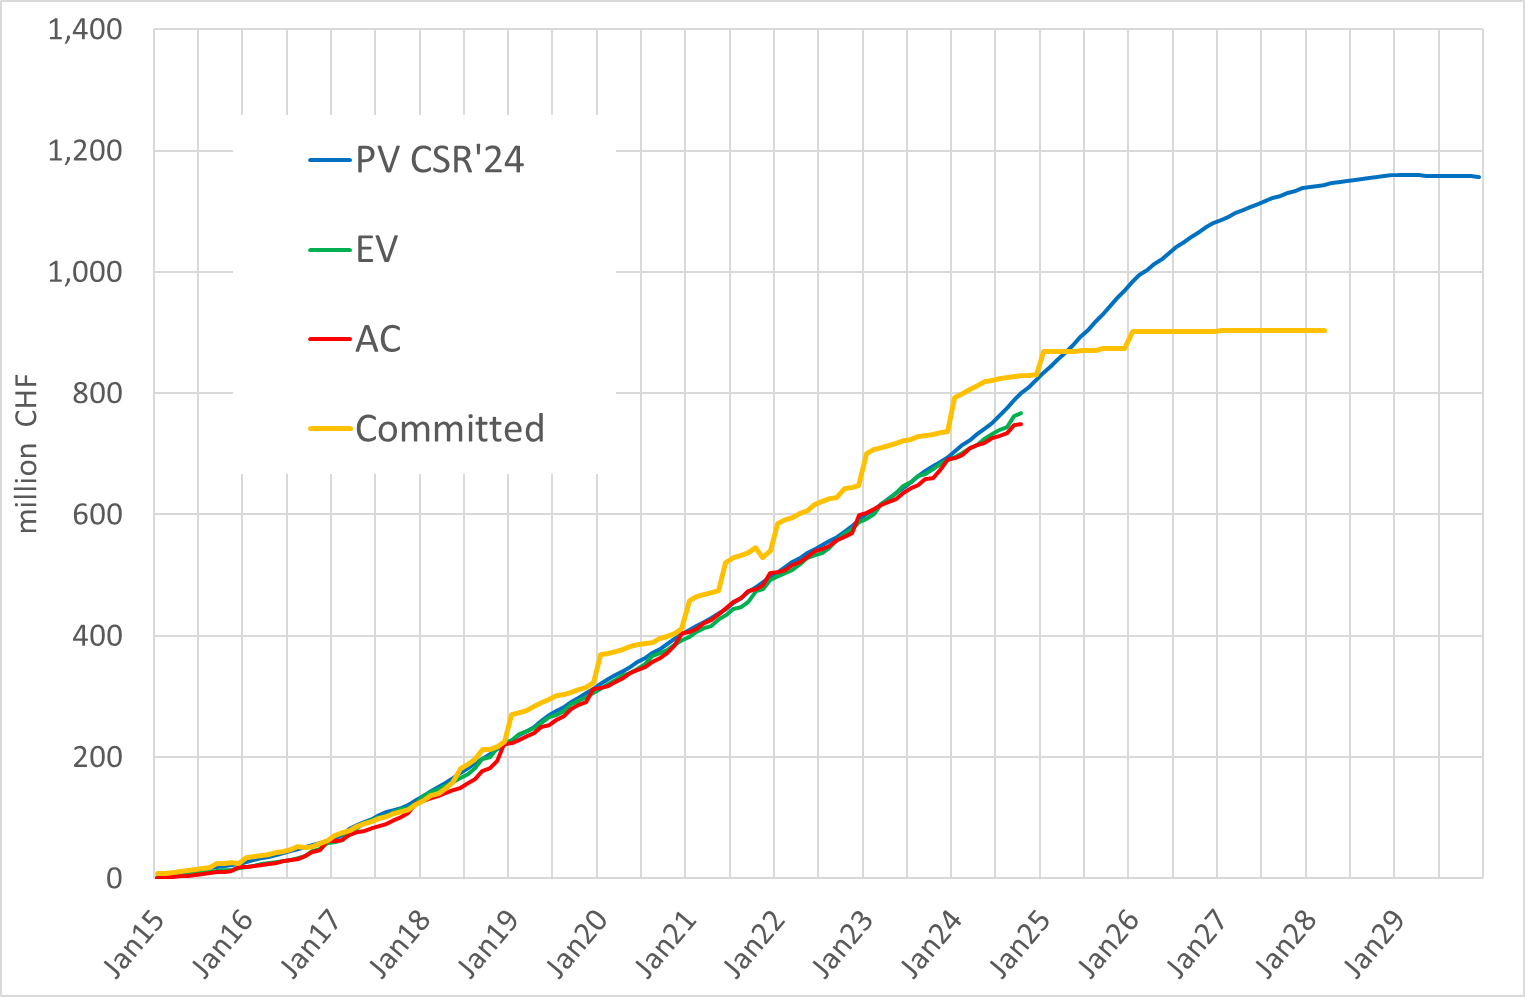 1,400
1,200
1,000
800
600
400
200
0
million CHF
PV CSR'24
EV
AC
Committed
Jan15
Jan16
Jan17
Jan18
Jan19
Jan20
Jan21
Jan22
Jan23
Jan24
Jan25
Jan26
Jan27
Jan28
Jan29